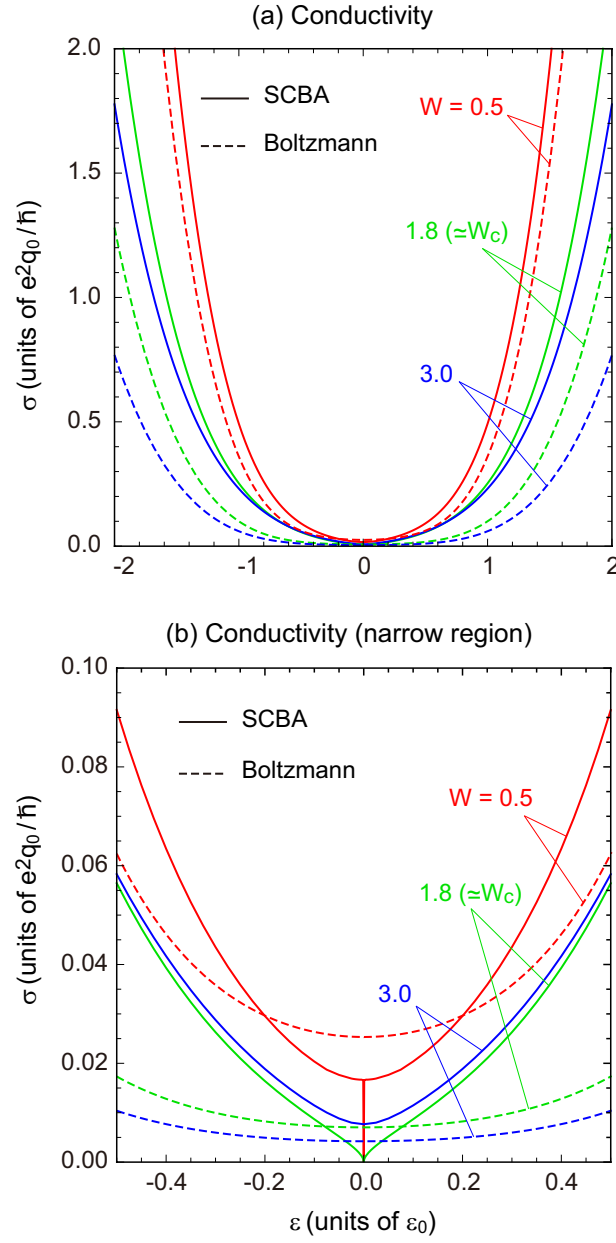 (a) Conductivity
2.0
SCBA
Boltzmann
W = 0.5
1.5
1.8 (≃Wc)
1.0
3.0
0.5
0.0
σ (units of e²q₀/ħ)
-2 -1 0 1 2
(b) Conductivity (narrow region)
0.10
SCBA
Boltzmann
W = 0.5
0.08
1.8 (≃Wc)
0.06
3.0
0.04
0.02
0.00
σ (units of e²q₀/ħ)
-0.4 -0.2 0.0 0.2 0.4
ε (units of ε₀)